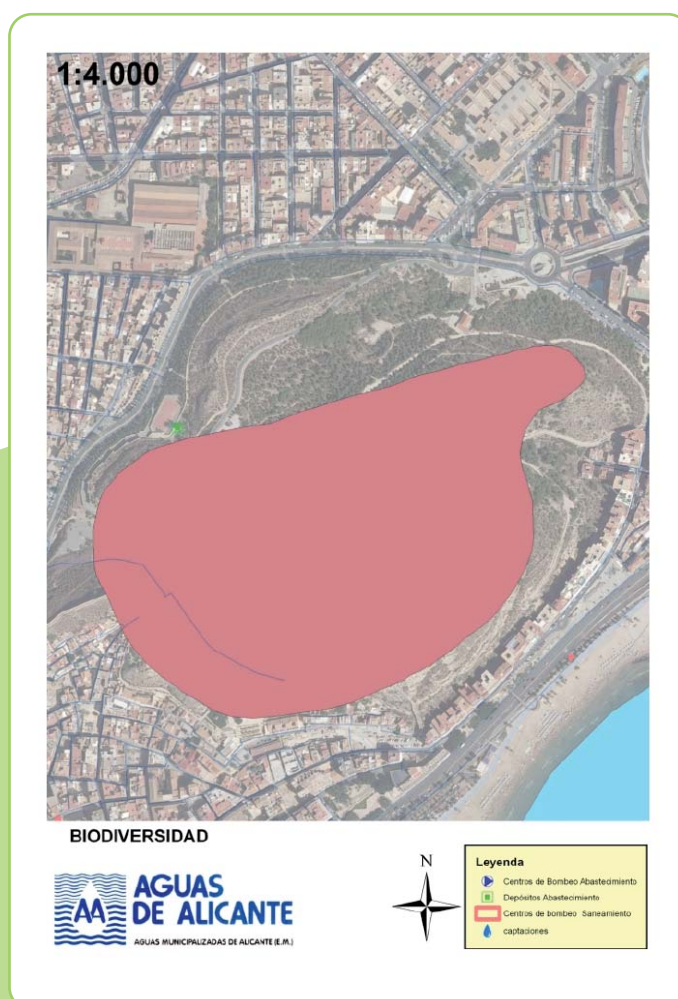 1:4.000
BIODIVERSIDAD
AA
AGUAS
DE ALICANTE
AGUAS MUNICIPALIZADAS DE ALICANTE (E.M.)
N
Leyenda
Centros de Bombeo Abastecimiento
Depósitos Abastecimiento
Centros de bombeo Saneamiento
captaciones